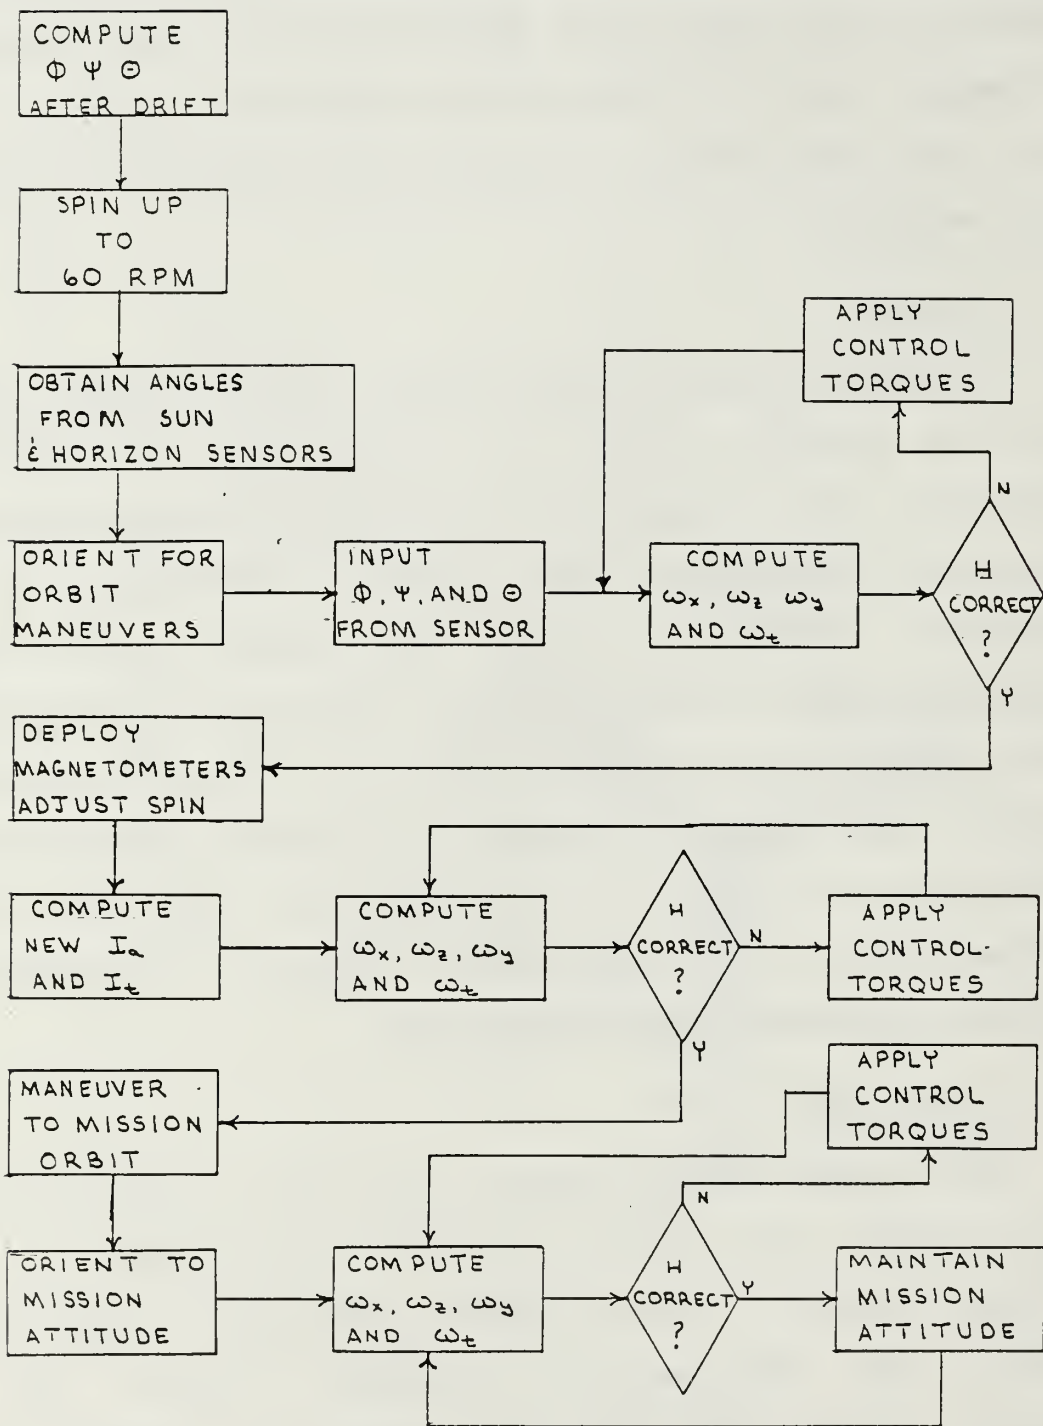 COMPUTE
Φ Ψ Θ
AFTER DRIFT
SPIN UP
TO
60 RPM
OBTAIN ANGLES
FROM SUN
& HORIZON SENSORS
ORIENT FOR
ORBIT
MANEUVERS
INPUT
Φ, Ψ, AND Θ
FROM SENSOR
COMPUTE
ωx, ωz ωy
AND ωt
H
CORRECT
?
N
Y
APPLY
CONTROL
TORQUES
DEPLOY
MAGNETOMETERS
ADJUST SPIN
COMPUTE
NEW Ia
AND It
COMPUTE
ωx, ωz, ωy
AND ωt
H
CORRECT
?
N
Y
APPLY
CONTROL-
TORQUES
MANEUVER
TO MISSION
ORBIT
ORIENT TO
MISSION
ATTITUDE
COMPUTE
ωx, ωz, ωy
AND ωt
H
CORRECT
?
N
Y
APPLY
CONTROL
TORQUES
MAINTAIN
MISSION
ATTITUDE